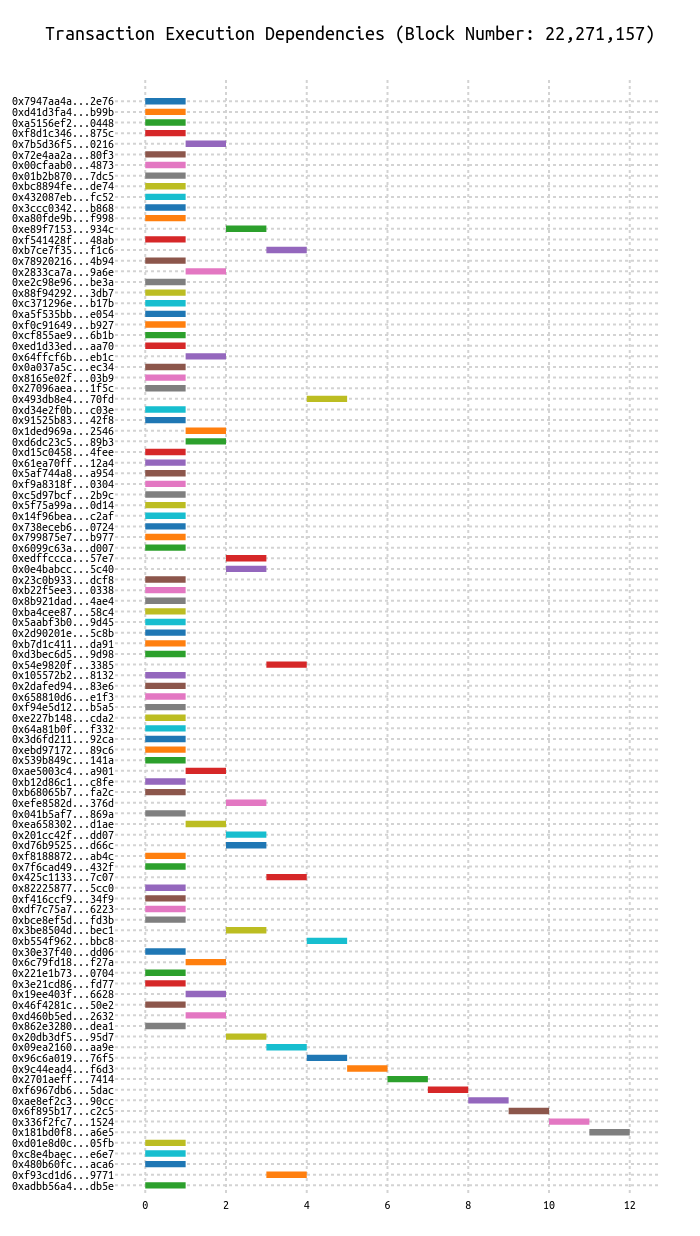 Transaction Execution Dependencies (Block Number: 22,271,157)
0x7947aa4a...2e76
0xd41d3fa4...b99b
0xa5156ef2...0448
0xf8d1c346...875c
0x7b5d36f5...0216
0x72e4aa2a...80f3
0x00cfaab0...4873
0x01b2b870...7dc5
0xbc8894fe...de74
0x432087eb...fc52
0x3ccc0342...b868
0xa80fde9b...f998
0xe89f7153...934c
0xf541428f...48ab
0xb7ce7f35...f1c6
0x78920216...4b94
0x2833ca7a...9a6e
0xe2c98e96...be3a
0x88f94292...3db7
0xc371296e...b17b
0xa5f535bb...e054
0xf0c91649...b927
0xcf855ae9...6b1b
0xed1d33ed...aa70
0x64ffcf6b...eb1c
0x0a037a5c...ec34
0x8165e02f...03b9
0x27096aea...1f5c
0x493db8e4...70fd
0xd34e2f0b...c03e
0x91525b83...42f8
0x1ded969a...2546
0xd6dc23c5...89b3
0xd15c0458...4fee
0x61ea70ff...12a4
0x5af744a8...a954
0xf9a8318f...0304
0xc5d97bcf...2b9c
0x5f75a99a...0d14
0x14f96bea...c2af
0x738eceb6...0724
0x799875e7...b977
0x6099c63a...d007
0xedffccca...57e7
0x0e4babcc...5c40
0x23c0b933...dcf8
0xb22f5ee3...0338
0x8b921dad...4ae4
0xba4cee87...58c4
0x5aabf3b0...9d45
0x2d90201e...5c8b
0xb7d1c411...da91
0xd3bec6d5...9d98
0x54e9820f...3385
0x105572b2...8132
0x2dafed94...83e6
0x658810d6...e1f3
0xf94e5d12...b5a5
0xe227b148...cda2
0x64a81b0f...f332
0x3d6fd211...92ca
0xebd97172...89c6
0x539b849c...141a
0xae5003c4...a901
0xb12d86c1...c8fe
0xb68065b7...fa2c
0xefe8582d...376d
0x041b5af7...869a
0xea658302...d1ae
0x201cc42f...dd07
0xd76b9525...d66c
0xf8188872...ab4c
0x7f6cad49...432f
0x425c1133...7c07
0x82225877...5cc0
0xf416ccf9...34f9
0xdf7c75a7...6223
0xbce8ef5d...fd3b
0x3be8504d...bec1
0xb554f962...bbc8
0x30e37f40...dd06
0x6c79fd18...f27a
0x221e1b73...0704
0x3e21cd86...fd77
0x19ee403f...6628
0x46f4281c...50e2
0xd460b5ed...2632
0x862e3280...dea1
0x20db3df5...95d7
0x09ea2160...aa9e
0x96c6a019...76f5
0x9c44ead4...f6d3
0x2701aeff...7414
0xf6967db6...5dac
0xae8ef2c3...90cc
0x6f895b17...c2c5
0x336f2fc7...1524
0x181bd0f8...a6e5
0xd01e8d0c...05fb
0xc8e4baec...e6e7
0x480b60fc...aca6
0xf93cd1d6...9771
0xadbb56a4...db5e
0 2 4 6 8 10 12